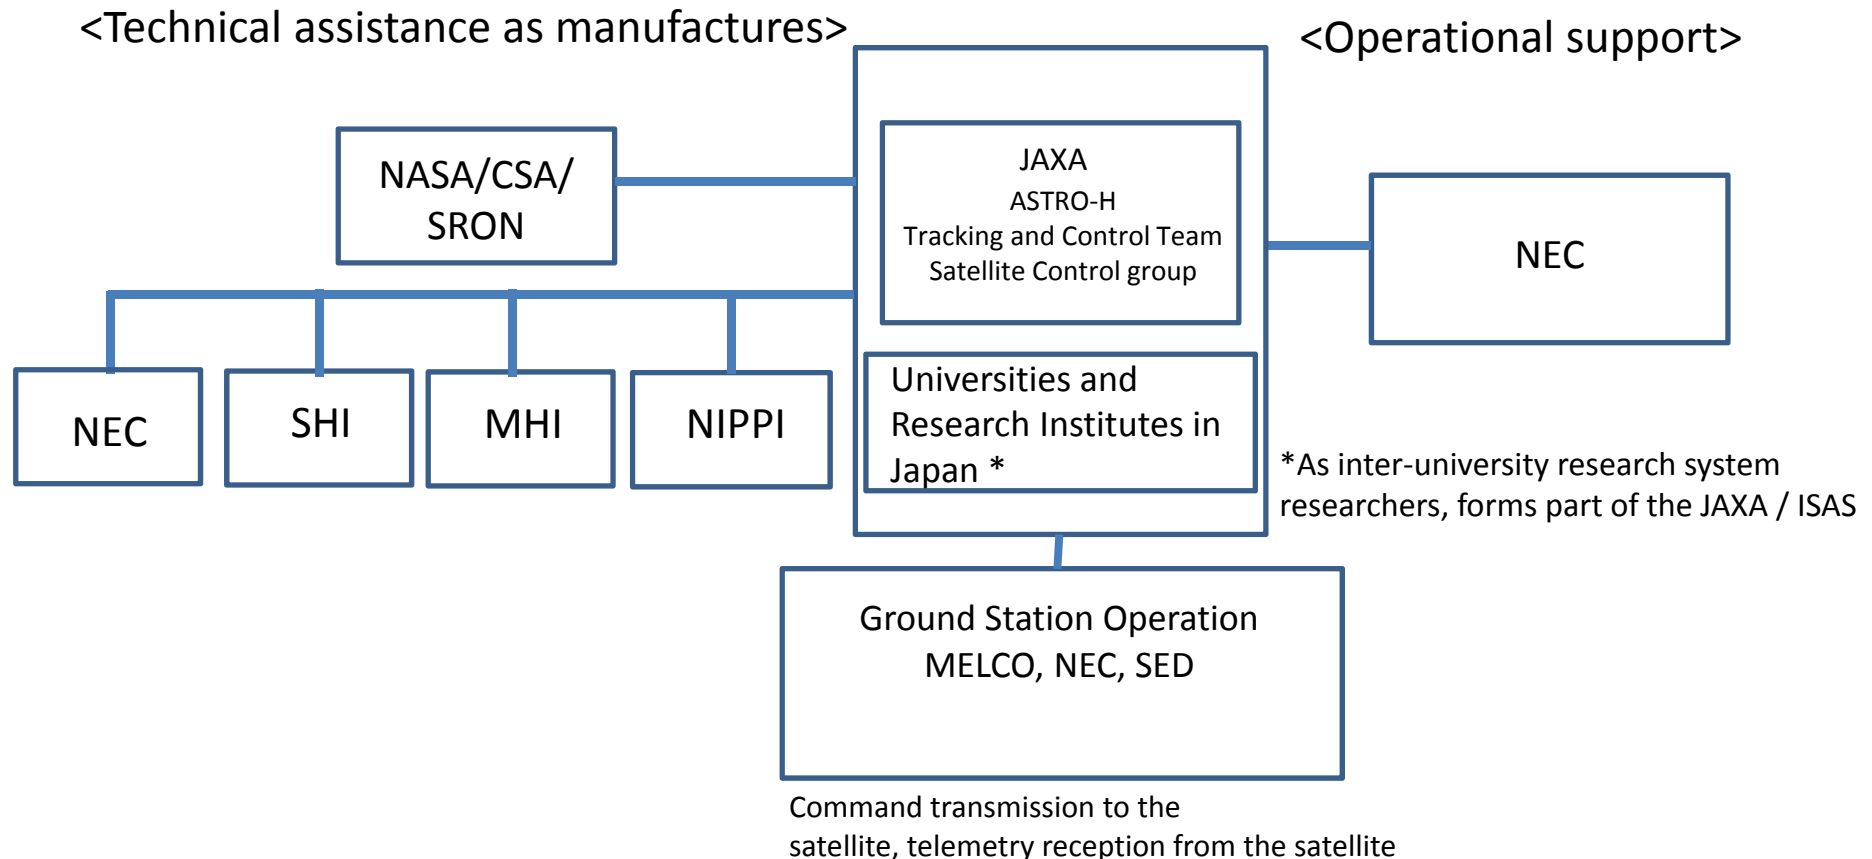 <Technical assistance as manufactures>
<Operational support>
NASA/CSA/
SRON
JAXA
ASTRO-H
Tracking and Control Team
Satellite Control group
NEC
NEC
SHI
MHI
NIPPI
Universities and
Research Institutes in
Japan *
*As inter-university research system
researchers, forms part of the JAXA / ISAS
Ground Station Operation
MELCO, NEC, SED
Command transmission to the
satellite, telemetry reception from the satellite